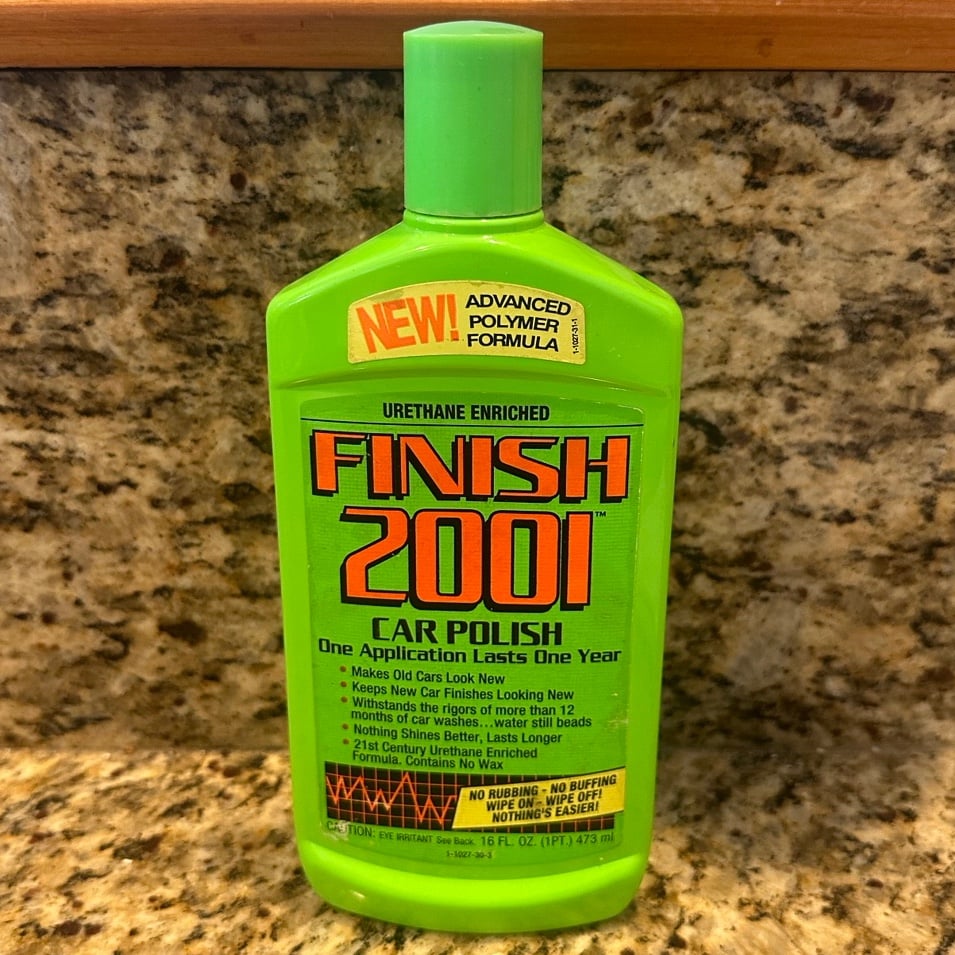 NEW! ADVANCED
POLYMER
FORMULA
1-1027-31-1
URETHANE ENRICHED
FINISH
2001™
CAR POLISH
One Application Lasts One Year
• Makes Old Cars Look New
• Keeps New Car Finishes Looking New
• Withstands the rigors of more than 12
months of car washes...water still beads
• Nothing Shines Better, Lasts Longer
• 21st Century Urethane Enriched
Formula. Contains No Wax
NO RUBBING - NO BUFFING
WIPE ON - WIPE OFF!
NOTHING'S EASIER!
CAUTION: EYE IRRITANT See Back. 16 FL. OZ. (1PT.) 473 ml
1-1027-30-3